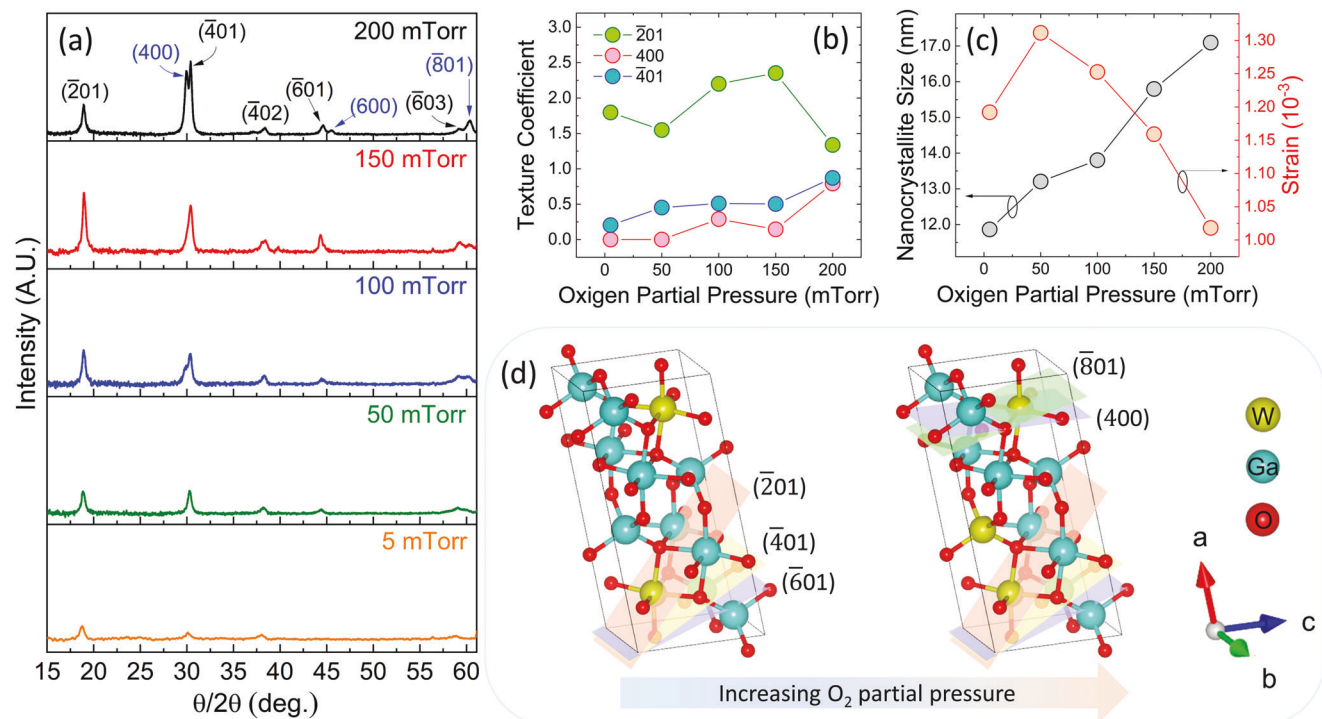 (a)
200 mTorr
(4̅01)
(400)
(2̅01)
(4̅02)
(6̅01)
(600)
(6̅03)
(8̅01)
150 mTorr
100 mTorr
50 mTorr
5 mTorr
Intensity (A.U.)
15 20 25 30 35 40 45 50 55 60
θ/2θ (deg.)
(b)
2̅01
400
4̅01
Texture Coefficient
3.0
2.5
2.0
1.5
1.0
0.5
0.0
0 50 100 150 200
Oxigen Partial Pressure (mTorr)
(c)
Nanocrystallite Size (nm)
17.0
16.0
15.0
14.0
13.0
12.0
1.30
1.25
1.20
1.15
1.10
1.05
1.00
Strain (10⁻³)
0 50 100 150 200
Oxigen Partial Pressure (mTorr)
(d)
(2̅01)
(4̅01)
(6̅01)
(8̅01)
(400)
W
Ga
O
a
c
b
Increasing O₂ partial pressure